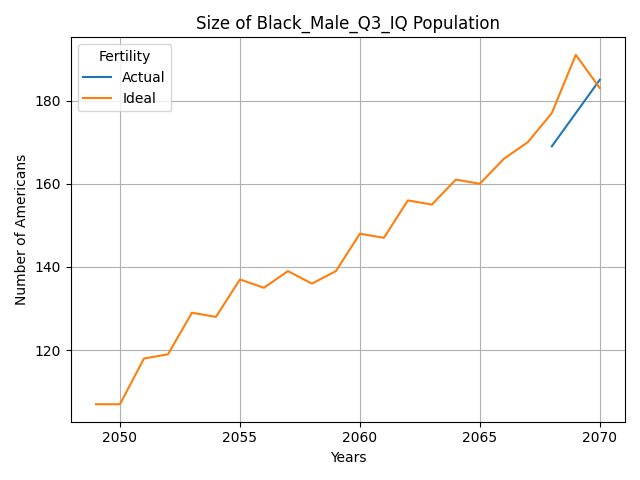 Size of Black_Male_Q3_IQ Population
Fertility
Actual
Ideal
Number of Americans
180
160
140
120
2050
2055
2060
2065
2070
Years